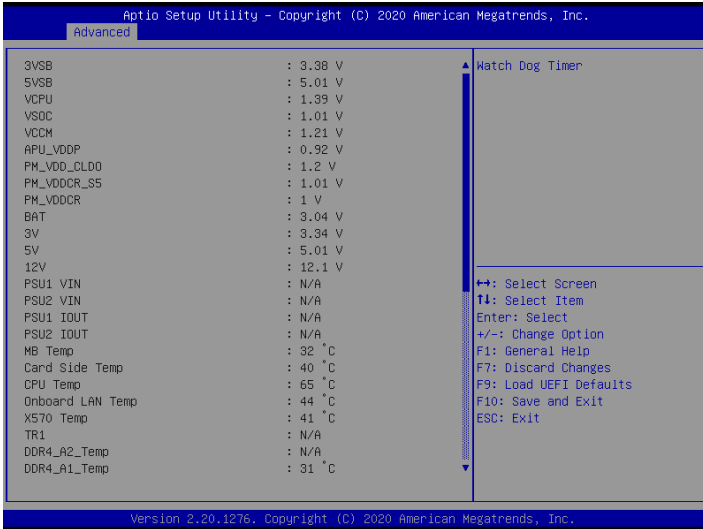 Aptio Setup Utility – Copyright (C) 2020 American Megatrends, Inc.
Advanced
3VSB : 3.38 V
5VSB : 5.01 V
VCPU : 1.39 V
VSOC : 1.01 V
VCCM : 1.21 V
APU_VDDP : 0.92 V
PM_VDD_CLDO : 1.2 V
PM_VDDCR_S5 : 1.01 V
PM_VDDCR : 1 V
BAT : 3.04 V
3V : 3.34 V
5V : 5.01 V
12V : 12.1 V
PSU1 VIN : N/A
PSU2 VIN : N/A
PSU1 IOUT : N/A
PSU2 IOUT : N/A
MB Temp : 32 °C
Card Side Temp : 40 °C
CPU Temp : 65 °C
Onboard LAN Temp : 44 °C
X570 Temp : 41 °C
TR1 : N/A
DDR4_A2_Temp : N/A
DDR4_A1_Temp : 31 °C
Watch Dog Timer
↔: Select Screen
↑↓: Select Item
Enter: Select
+/-: Change Option
F1: General Help
F7: Discard Changes
F9: Load UEFI Defaults
F10: Save and Exit
ESC: Exit
Version 2.20.1276. Copyright (C) 2020 American Megatrends, Inc.